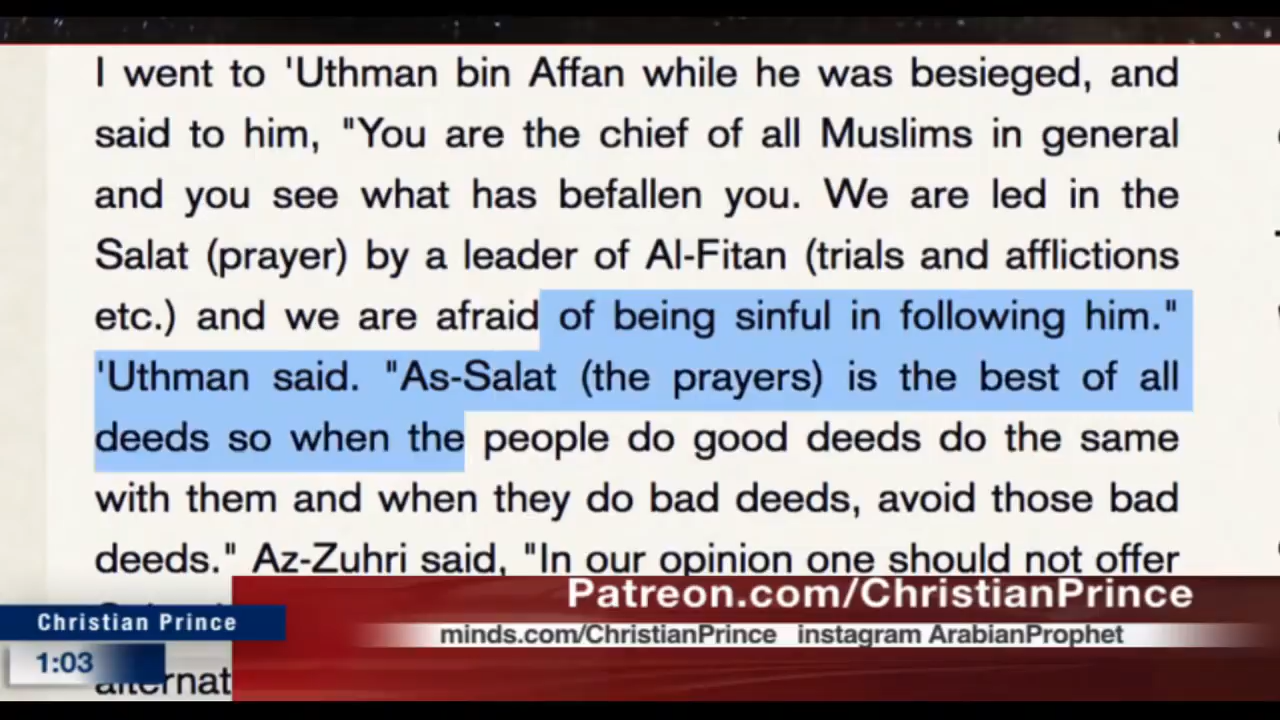 I went to 'Uthman bin Affan while he was besieged, and
said to him, "You are the chief of all Muslims in general
and you see what has befallen you. We are led in the
Salat (prayer) by a leader of Al-Fitan (trials and afflictions
etc.) and we are afraid of being sinful in following him."
'Uthman said. "As-Salat (the prayers) is the best of all
deeds so when the people do good deeds do the same
with them and when they do bad deeds, avoid those bad
deeds." Az-Zuhri said, "In our opinion one should not offer
Patreon.com/ChristianPrince
Christian Prince
minds.com/ChristianPrince instagram ArabianProphet
1:03